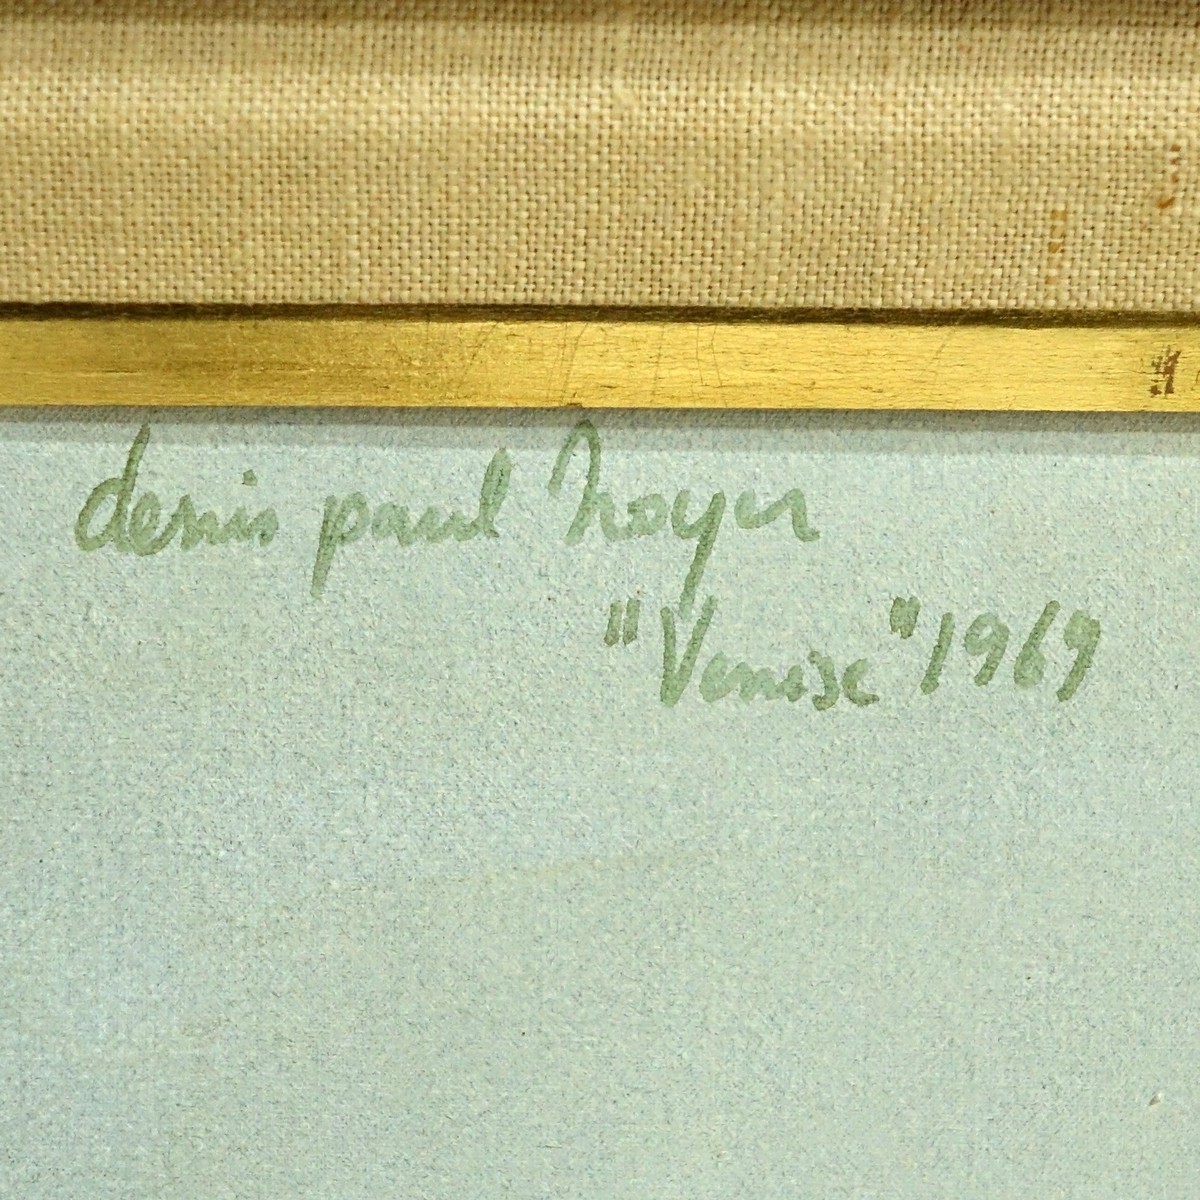 denis paul noyer
"Venise" 1969